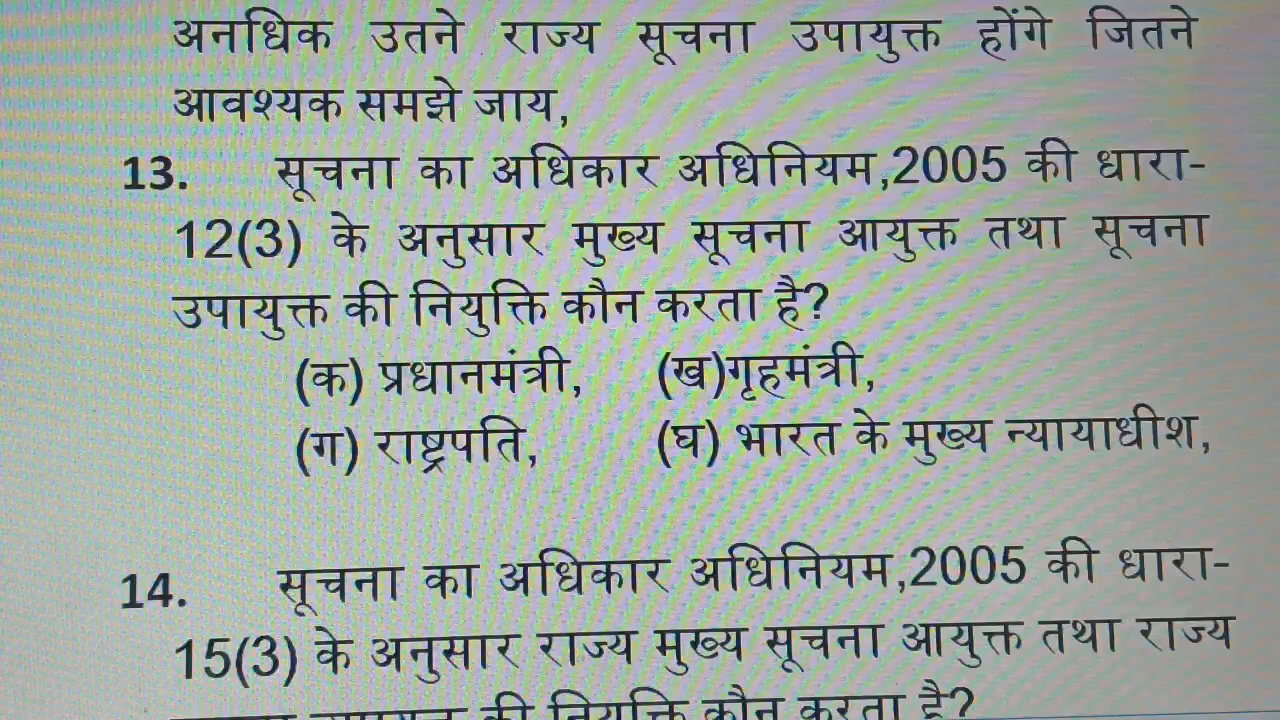 अनधिक उतने राज्य सूचना उपायुक्त होंगे जितने
आवश्यक समझे जाय,
13. सूचना का अधिकार अधिनियम,2005 की धारा-
12(3) के अनुसार मुख्य सूचना आयुक्त तथा सूचना
उपायुक्त की नियुक्ति कौन करता है?
(क) प्रधानमंत्री, (ख)गृहमंत्री,
(ग) राष्ट्रपति, (घ) भारत के मुख्य न्यायाधीश,
14. सूचना का अधिकार अधिनियम,2005 की धारा-
15(3) के अनुसार राज्य मुख्य सूचना आयुक्त तथा राज्य
की नियुक्ति कौन करता है?